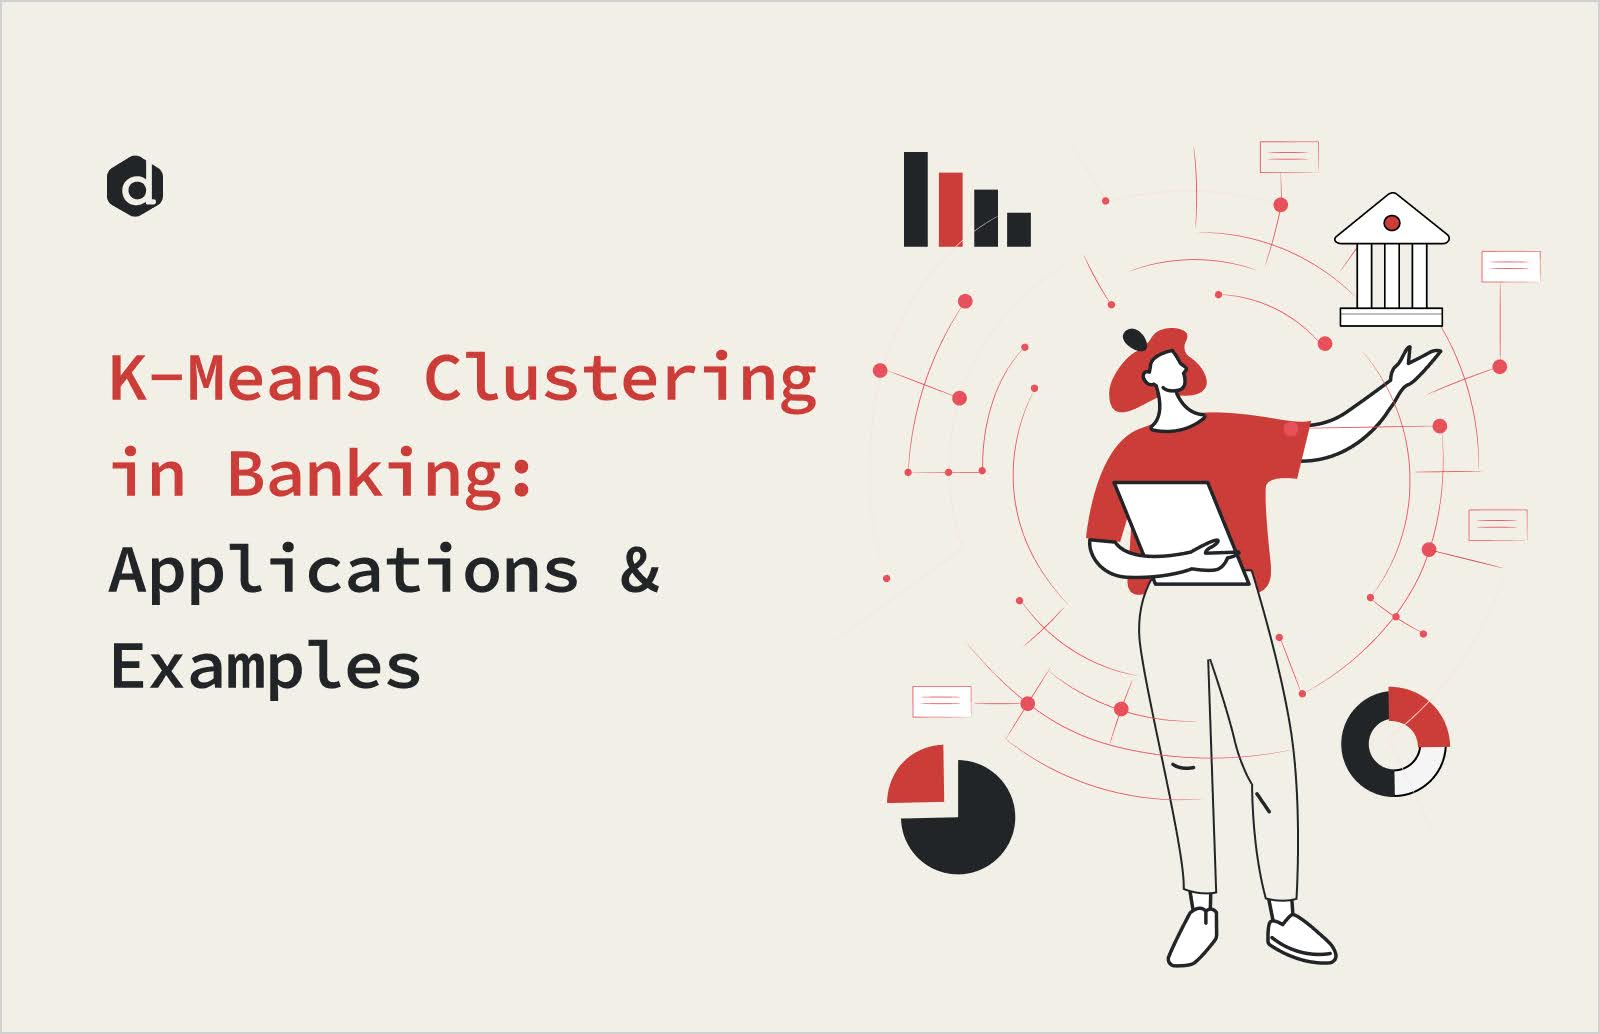 d
K-Means Clustering
in Banking:
Applications &
Examples